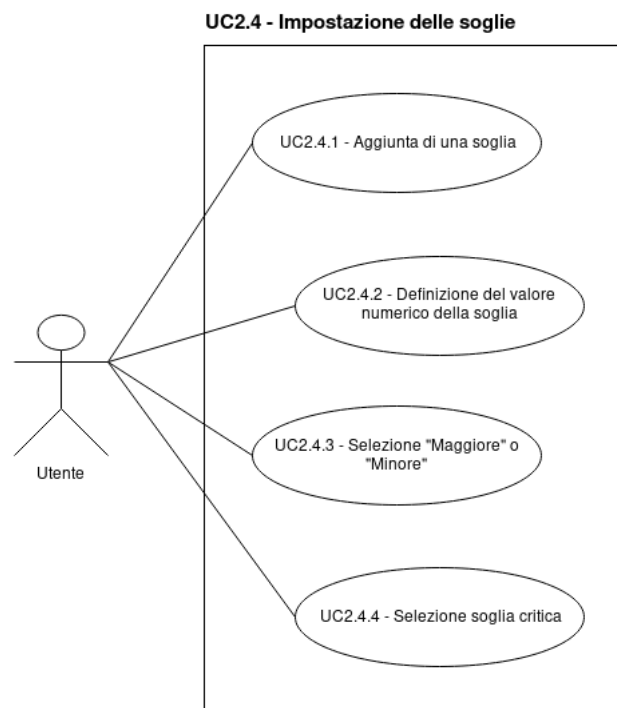 UC2.4 - Impostazione delle soglie
UC2.4.1 - Aggiunta di una soglia
UC2.4.2 - Definizione del valore
numerico della soglia
UC2.4.3 - Selezione "Maggiore" o
"Minore"
Utente
UC2.4.4 - Selezione soglia critica